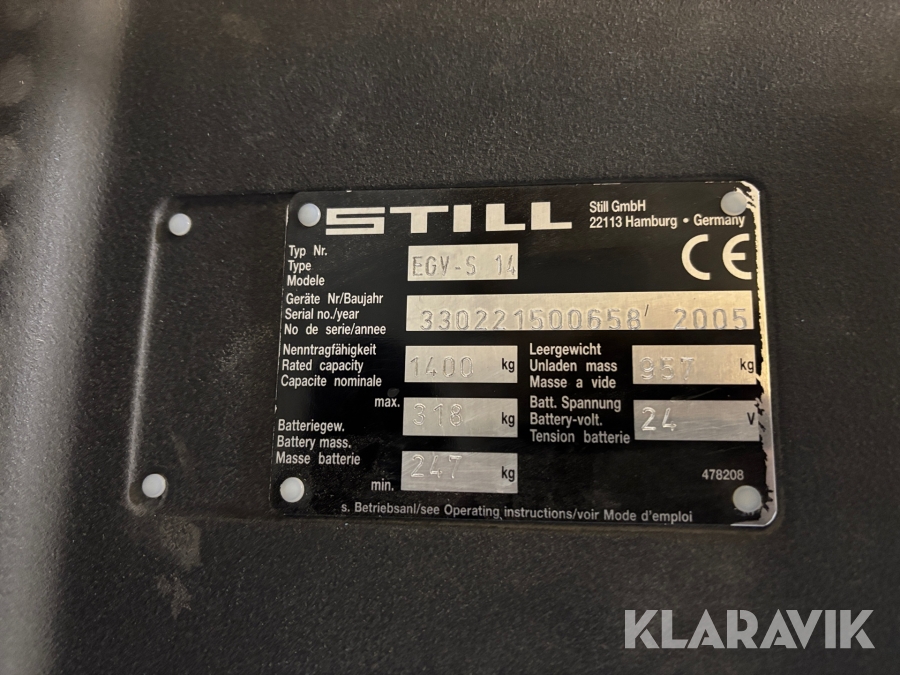 STILL
Still GmbH
22113 Hamburg • Germany
CE
Typ Nr.
Type
Modele
EGV-S 14
Geräte Nr/Baujahr
Serial no./year
No de serie/annee
330221500658/ 2005
Nenntragfähigkeit
Rated capacity
Capacite nominale
1400 kg
Leergewicht
Unladen mass
Masse a vide
957 kg
Batteriegew.
Battery mass.
Masse batterie
max. 318 kg
min. 247 kg
Batt. Spannung
Battery-volt.
Tension batterie
24 V
478208
s. Betriebsanl/see Operating instructions/voir Mode d'emploi
KLARAVIK